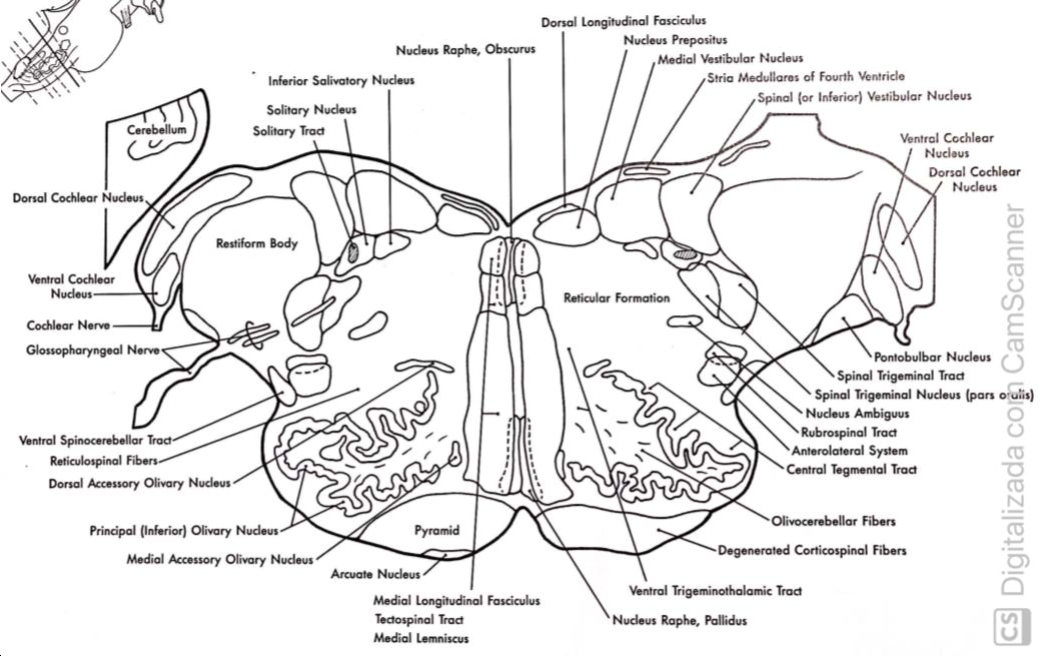 Dorsal Longitudinal Fasciculus
Nucleus Prepositus
Nucleus Raphe, Obscurus
Medial Vestibular Nucleus
Stria Medullares of Fourth Ventricle
Inferior Salivatory Nucleus
Spinal (or Inferior) Vestibular Nucleus
Solitary Nucleus
Solitary Tract
Cerebellum
Ventral Cochlear
Nucleus
Dorsal Cochlear
Nucleus
Dorsal Cochlear Nucleus
Restiform Body
Ventral Cochlear
Nucleus
Reticular Formation
Cochlear Nerve
Glossopharyngeal Nerve
Pontobulbar Nucleus
Spinal Trigeminal Tract
Spinal Trigeminal Nucleus (pars oralis)
Nucleus Ambiguus
Rubrospinal Tract
Anterolateral System
Central Tegmental Tract
Ventral Spinocerebellar Tract
Reticulospinal Fibers
Dorsal Accessory Olivary Nucleus
Principal (Inferior) Olivary Nucleus
Pyramid
Olivocerebellar Fibers
Degenerated Corticospinal Fibers
Medial Accessory Olivary Nucleus
Arcuate Nucleus
Ventral Trigeminothalamic Tract
Medial Longitudinal Fasciculus
Tectospinal Tract
Medial Lemniscus
Nucleus Raphe, Pallidus
CS Digitalizada com CamScanner